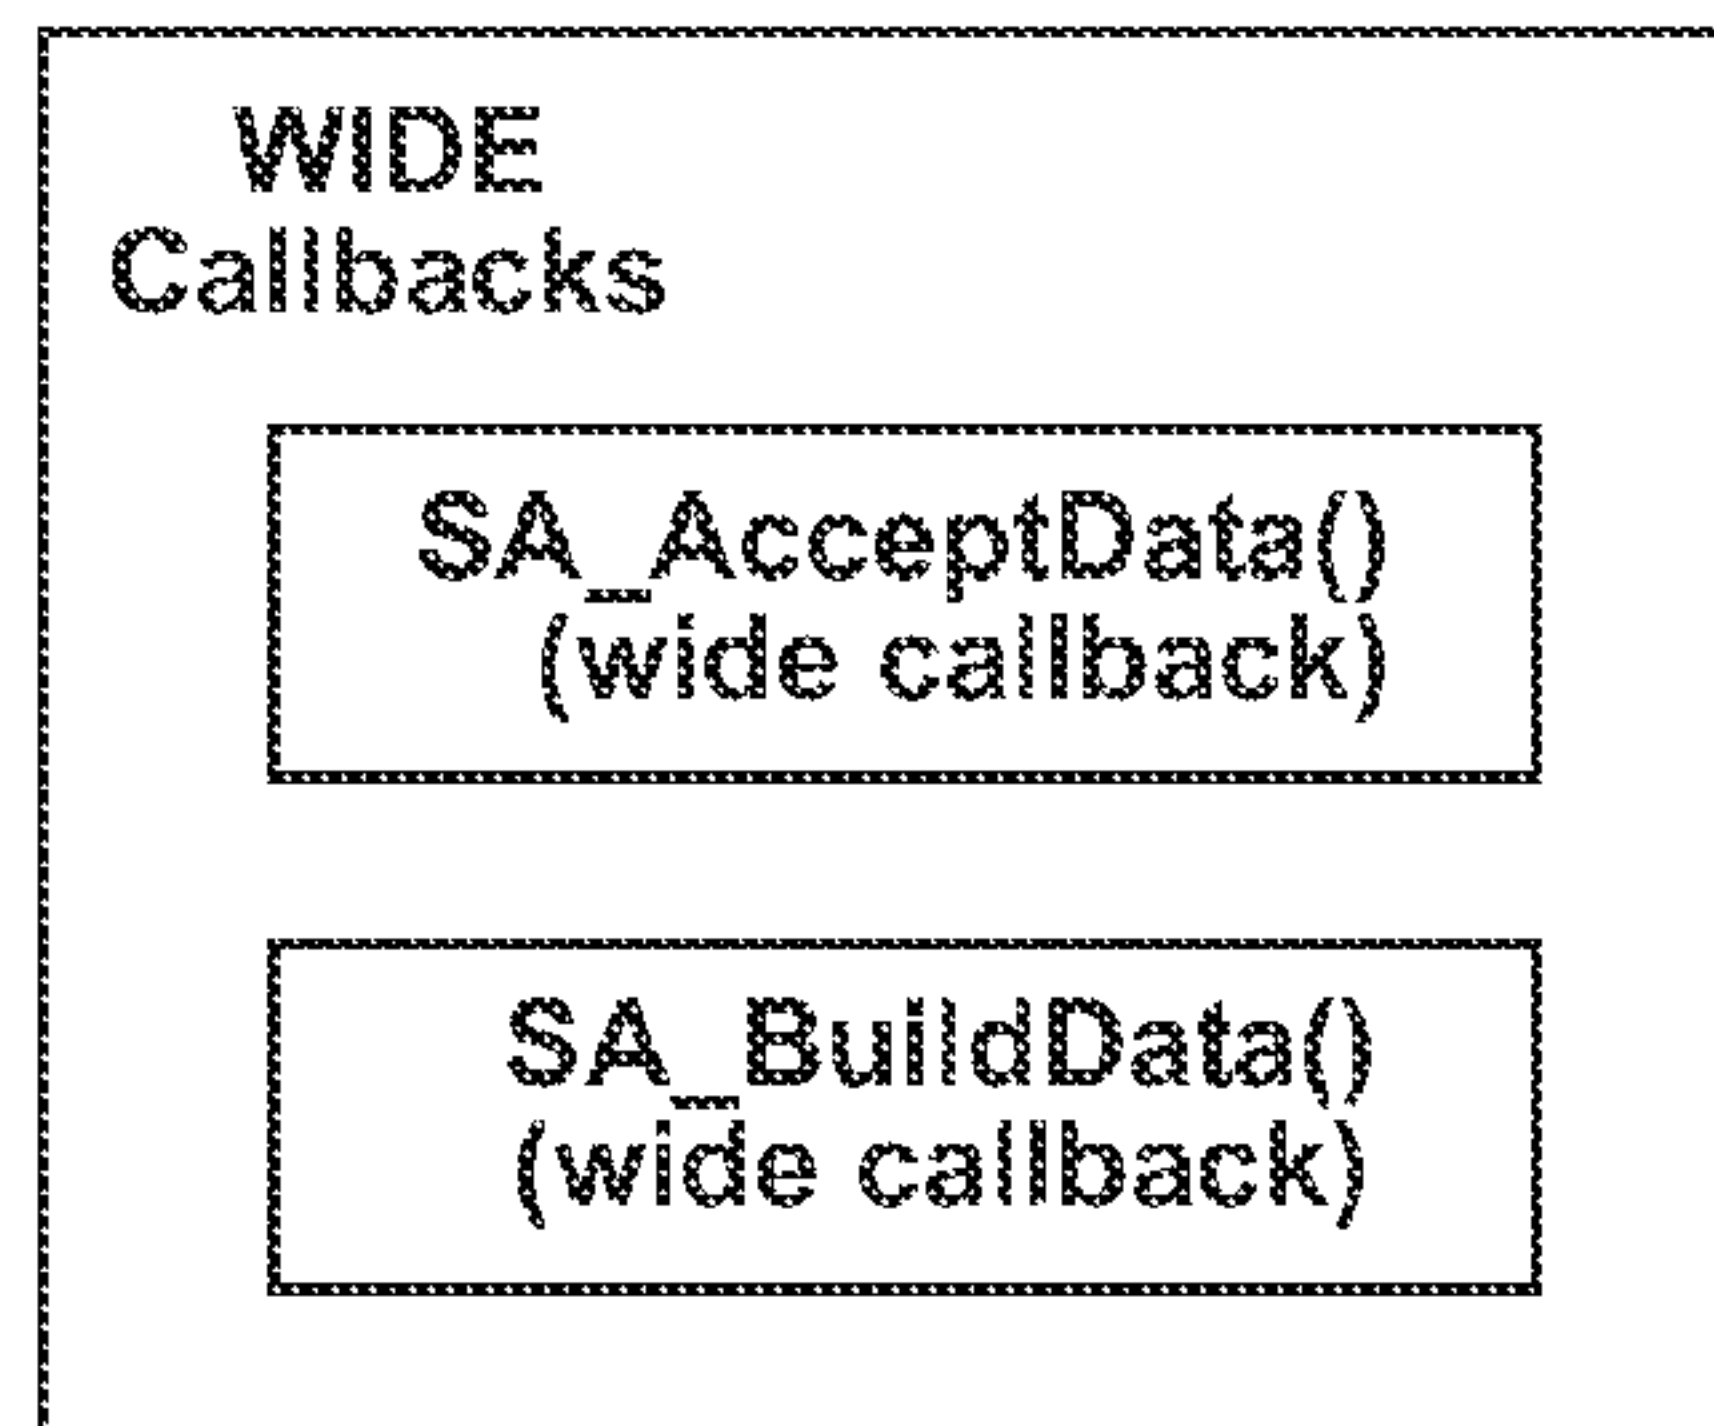 WIDE
Callbacks
SA_AcceptData()
(wide callback)
SA_BuildData()
(wide callback)